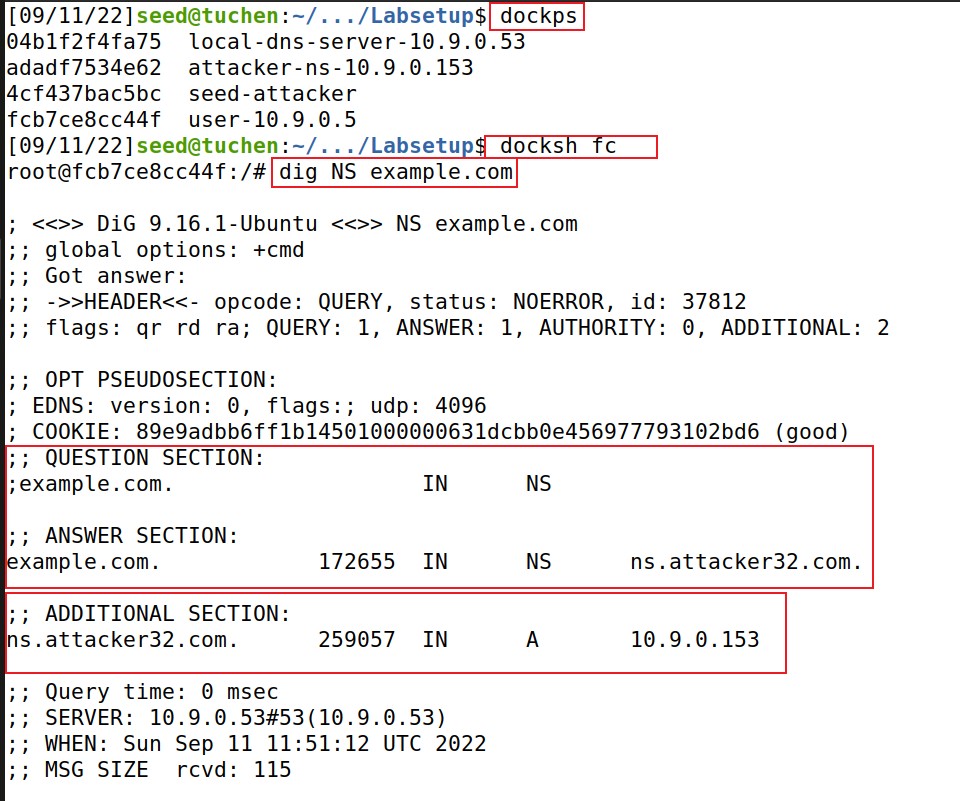 [09/11/22]seed@tuchen:~/.../Labsetup$ dockps
04b1f2f4fa75  local-dns-server-10.9.0.53
adadf7534e62  attacker-ns-10.9.0.153
4cf437bac5bc  seed-attacker
fcb7ce8cc44f  user-10.9.0.5
[09/11/22]seed@tuchen:~/.../Labsetup$ docksh fc
root@fcb7ce8cc44f:/# dig NS example.com
; <<>> DiG 9.16.1-Ubuntu <<>> NS example.com
;; global options: +cmd
;; Got answer:
;; ->>HEADER<<- opcode: QUERY, status: NOERROR, id: 37812
;; flags: qr rd ra; QUERY: 1, ANSWER: 1, AUTHORITY: 0, ADDITIONAL: 2
;; OPT PSEUDOSECTION:
; EDNS: version: 0, flags:; udp: 4096
; COOKIE: 89e9adbb6ff1b14501000000631dcbb0e456977793102bd6 (good)
;; QUESTION SECTION:
;example.com.                   IN      NS
;; ANSWER SECTION:
example.com.            172655  IN      NS      ns.attacker32.com.
;; ADDITIONAL SECTION:
ns.attacker32.com.      259057  IN      A       10.9.0.153
;; Query time: 0 msec
;; SERVER: 10.9.0.53#53(10.9.0.53)
;; WHEN: Sun Sep 11 11:51:12 UTC 2022
;; MSG SIZE  rcvd: 115